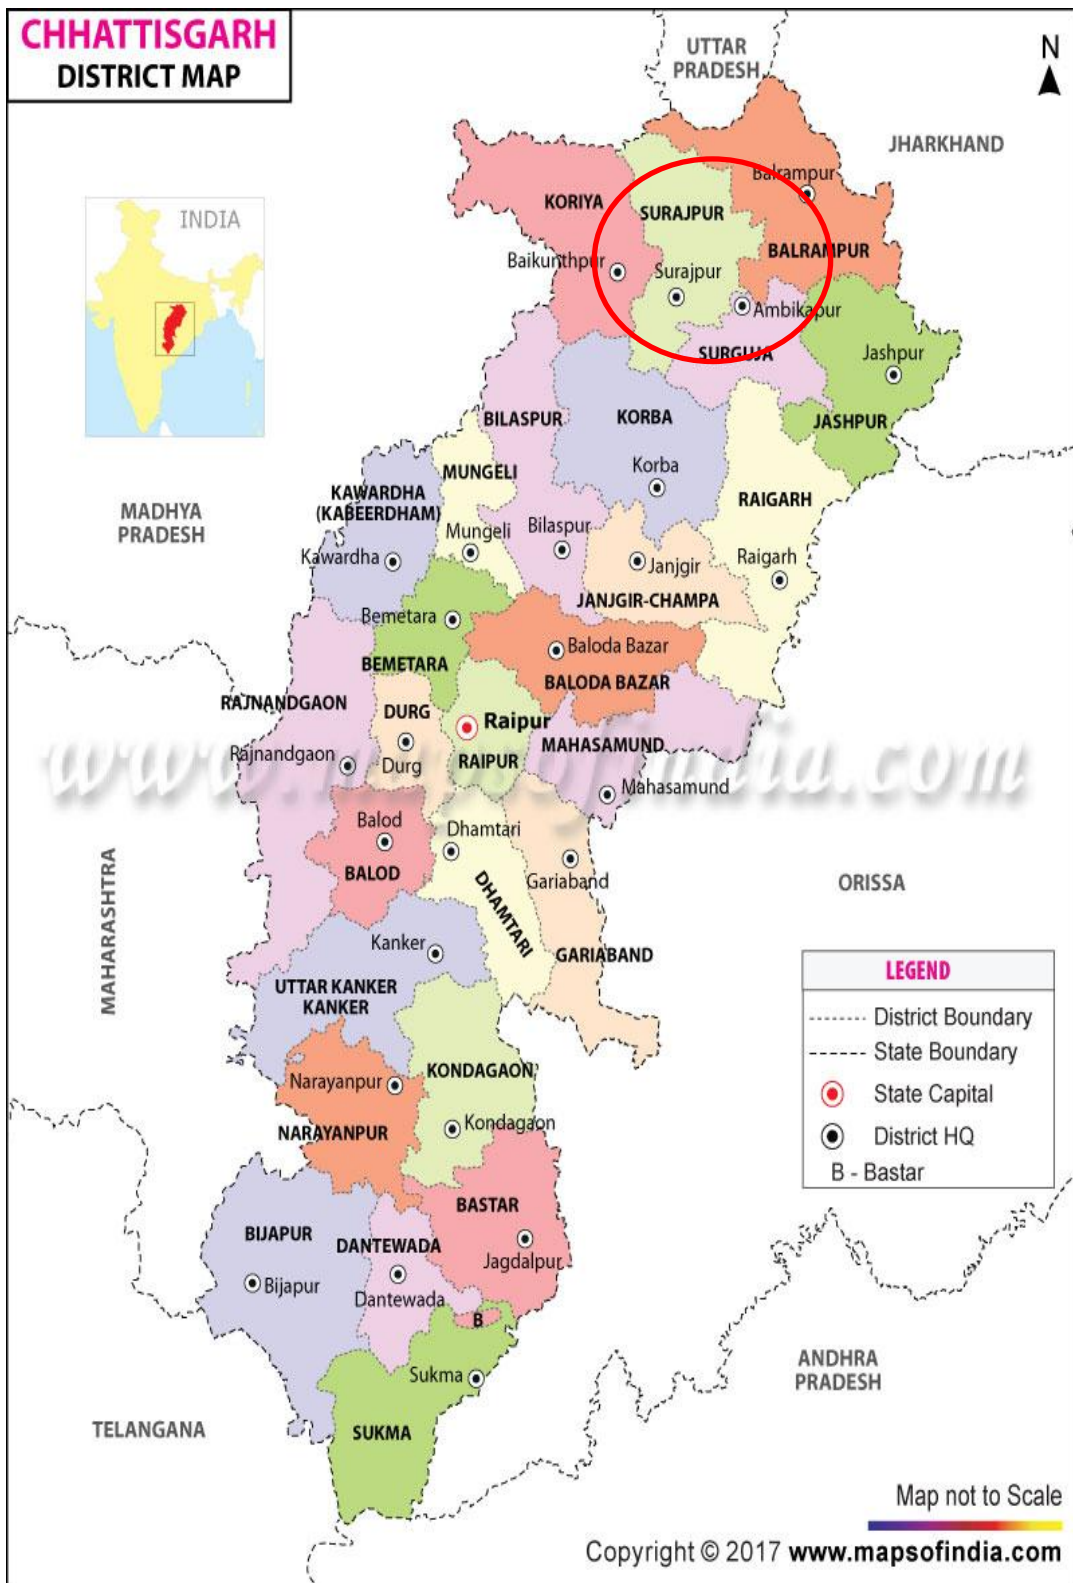 CHHATTISGARH
DISTRICT MAP
UTTAR
PRADESH
N
JHARKHAND
INDIA
Balrampur
KORIYA
SURAJPUR
BALRAMPUR
Baikunthpur
Surajpur
Ambikapur
SURGUJA
Jashpur
BILASPUR
KORBA
JASHPUR
MUNGELI
Korba
KAWARDHA
(KABEERDHAM)
RAIGARH
MADHYA
PRADESH
Mungeli
Bilaspur
Kawardha
Janjgir
Raigarh
JANJGIR-CHAMPA
Bemetara
Baloda Bazar
BEMETARA
BALODA BAZAR
RAJNANDGAON
DURG
Raipur
MAHASAMUND
www.mapsofindia.com
Rajnandgaon
Durg
RAIPUR
Mahasamund
Balod
Dhamtari
BALOD
Gariaband
DHAMTARI
MAHARASHTRA
ORISSA
Kanker
GARIABAND
UTTAR KANKER
KANKER
LEGEND
District Boundary
State Boundary
State Capital
District HQ
B - Bastar
Narayanpur
KONDAGAON
Kondagaon
NARAYANPUR
BASTAR
BIJAPUR
DANTEWADA
Jagdalpur
Bijapur
Dantewada
B
Sukma
ANDHRA
PRADESH
TELANGANA
SUKMA
Map not to Scale
Copyright © 2017 www.mapsofindia.com